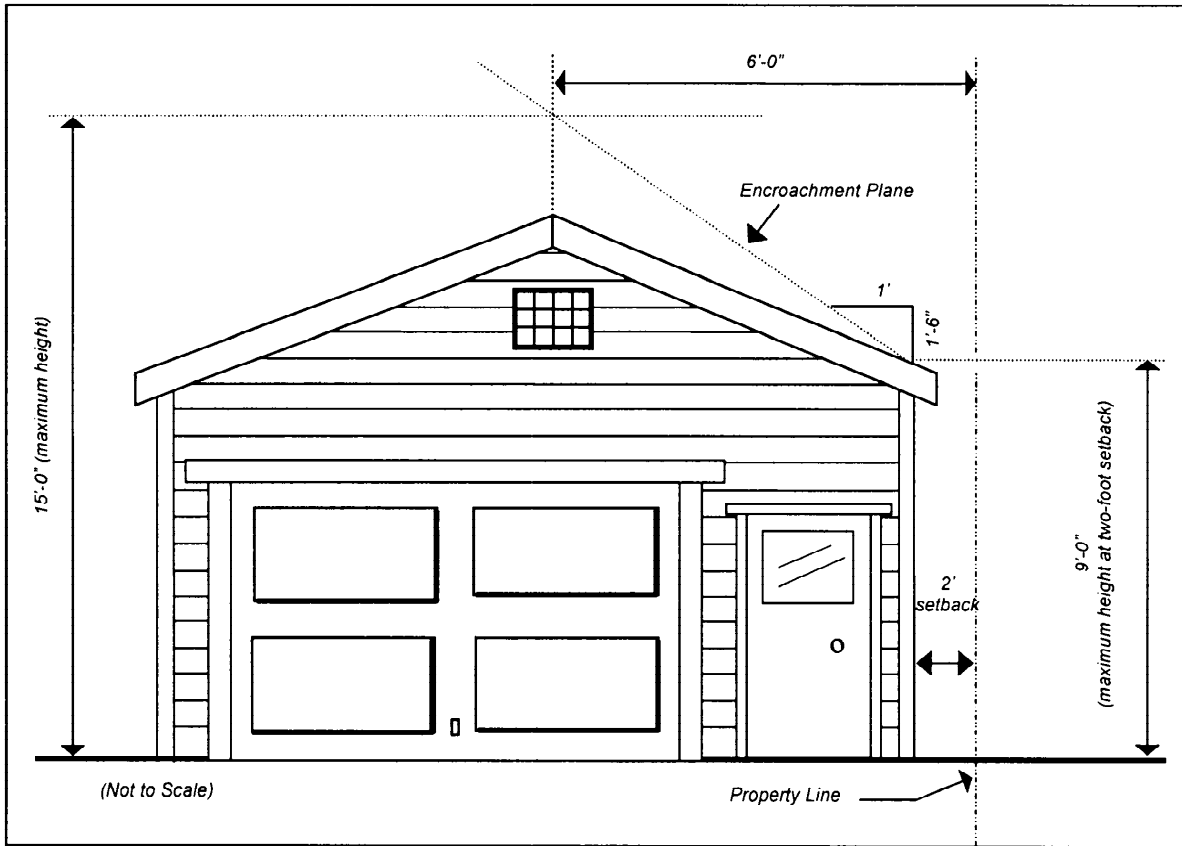 6'-0"
Encroachment Plane
1'
1'-6"
15'-0" (maximum height)
9'-0"
(maximum height at two-foot setback)
2'
setback
(Not to Scale)
Property Line